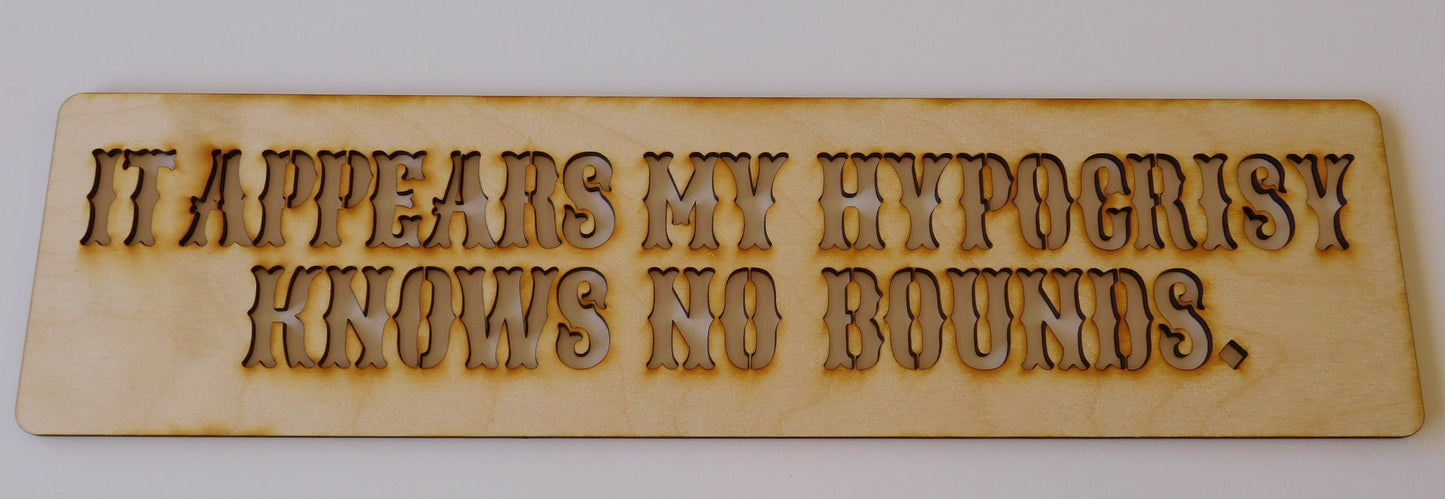 IT APPEARS MY HYPOCRISY
KNOWS NO BOUNDS.